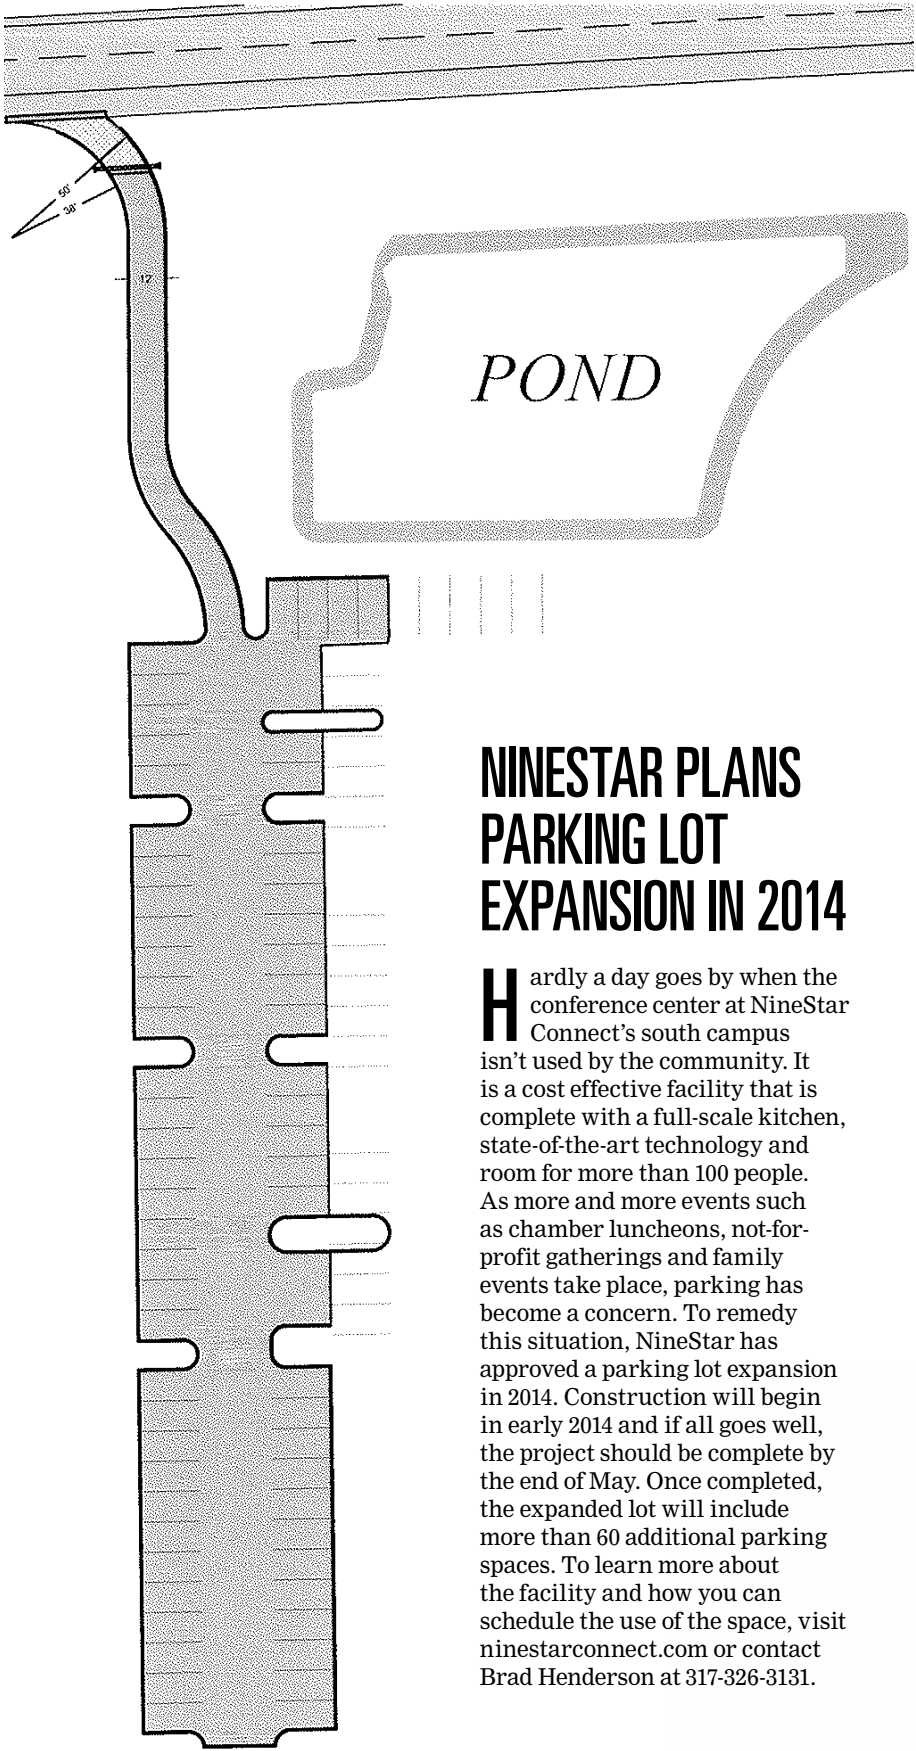 50'
38'
12'
POND
NINESTAR PLANS
PARKING LOT
EXPANSION IN 2014
Hardly a day goes by when the
conference center at NineStar
Connect's south campus
isn't used by the community. It
is a cost effective facility that is
complete with a full-scale kitchen,
state-of-the-art technology and
room for more than 100 people.
As more and more events such
as chamber luncheons, not-for-
profit gatherings and family
events take place, parking has
become a concern. To remedy
this situation, NineStar has
approved a parking lot expansion
in 2014. Construction will begin
in early 2014 and if all goes well,
the project should be complete by
the end of May. Once completed,
the expanded lot will include
more than 60 additional parking
spaces. To learn more about
the facility and how you can
schedule the use of the space, visit
ninestarconnect.com or contact
Brad Henderson at 317-326-3131.